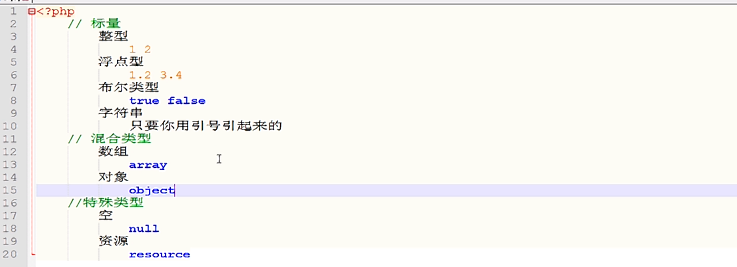 1 <?php
2 // 标量
3 整型
4 1 2
5 浮点型
6 1.2 3.4
7 布尔类型
8 true false
9 字符串
10 只要你用引号引起来的
11 // 混合类型
12 数组
13 array
14 对象
15 object
16 //特殊类型
17 空
18 null
19 资源
20 resource